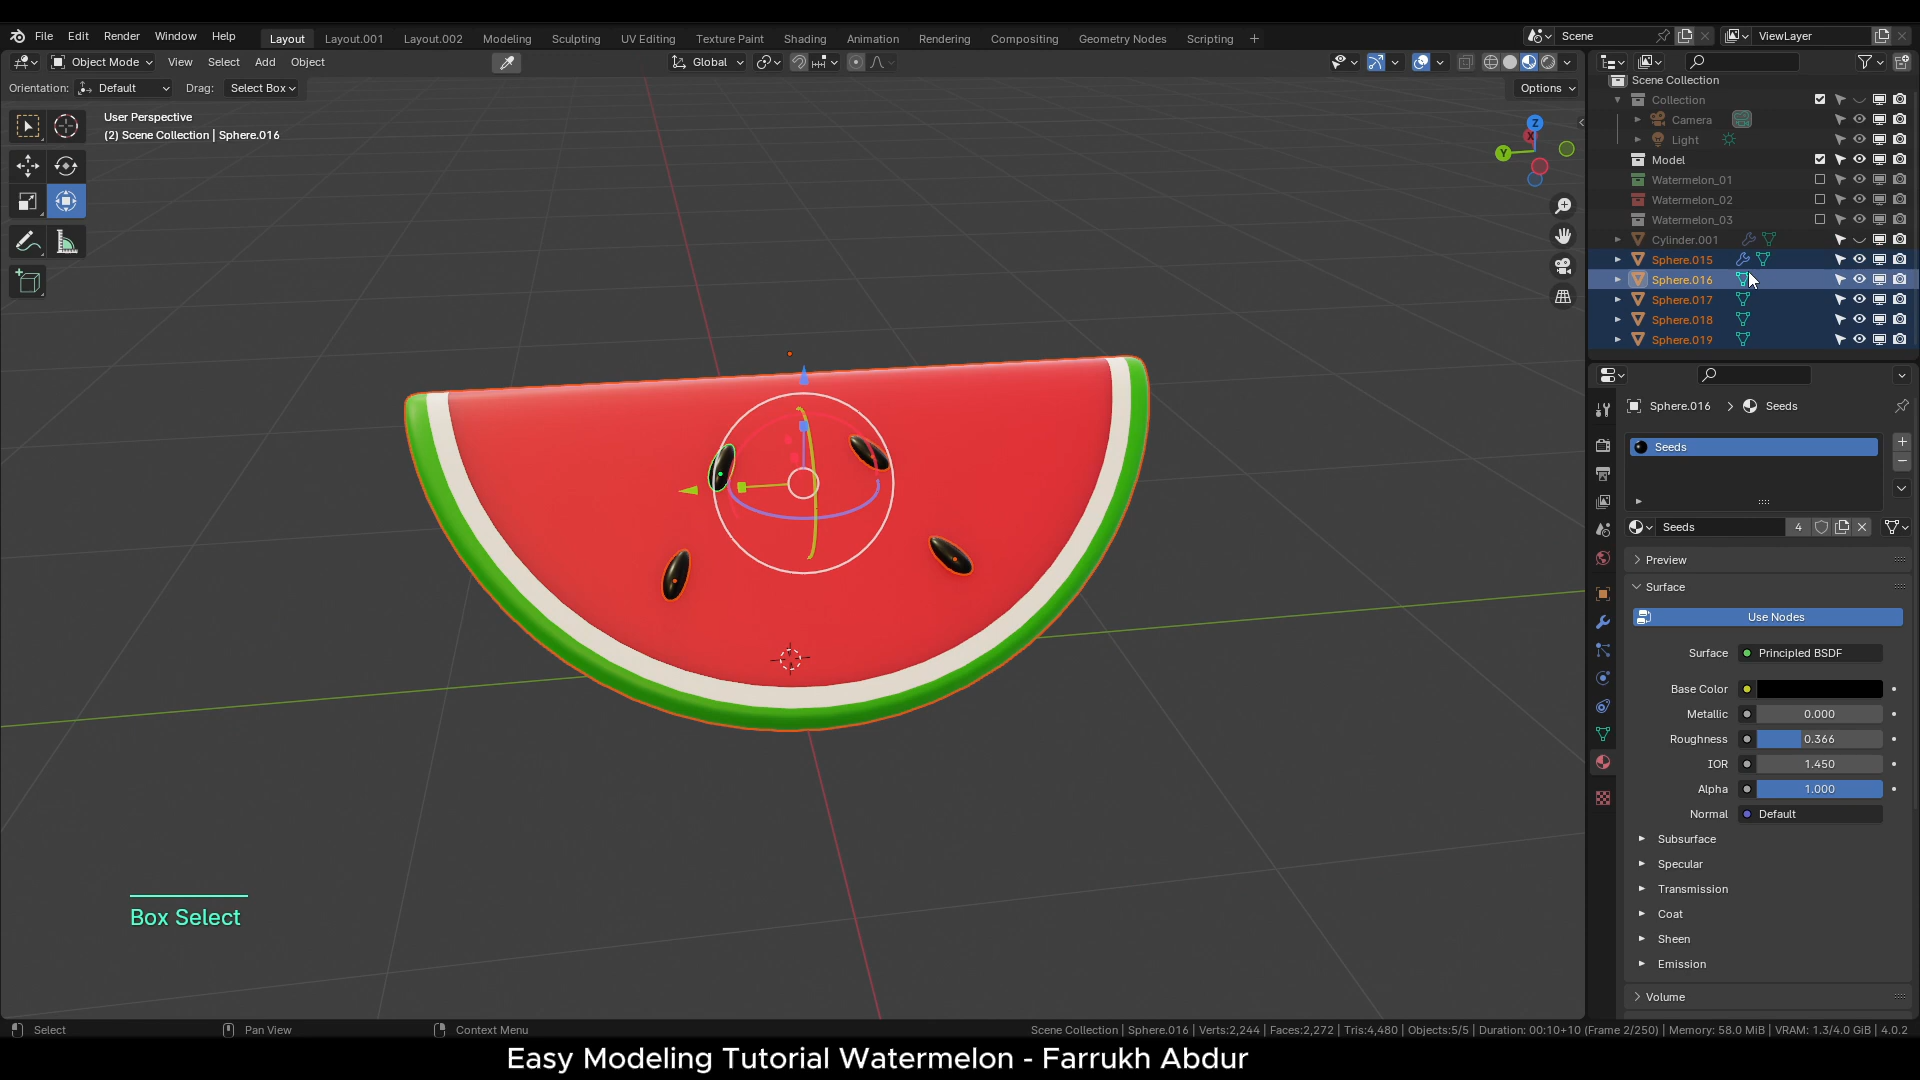 File Edit Render Window Help Layout Layout.001 Layout.002 Modeling Sculpting UV Editing Texture Paint Shading Animation Rendering Compositing Geometry Nodes Scripting + Scene ViewLayer
Object Mode View Select Add Object Global
Orientation: Default Drag: Select Box Options
User Perspective
(2) Scene Collection | Sphere.016
Z
X
Y
Scene Collection
Collection
Camera
Light
Model
Watermelon_01
Watermelon_02
Watermelon_03
Cylinder.001
Sphere.015
Sphere.016
Sphere.017
Sphere.018
Sphere.019
Sphere.016 > Seeds
Seeds
Seeds 4
Preview
Surface
Use Nodes
Surface Principled BSDF
Base Color
Metallic 0.000
Roughness 0.366
IOR 1.450
Alpha 1.000
Normal Default
Subsurface
Specular
Transmission
Coat
Sheen
Emission
Volume
Box Select
Select Pan View Context Menu Scene Collection | Sphere.016 | Verts:2,244 | Faces:2,272 | Tris:4,480 | Objects:5/5 | Duration: 00:10+10 (Frame 2/250) | Memory: 58.0 MiB | VRAM: 1.3/4.0 GiB | 4.0.2
Easy Modeling Tutorial Watermelon - Farrukh Abdur